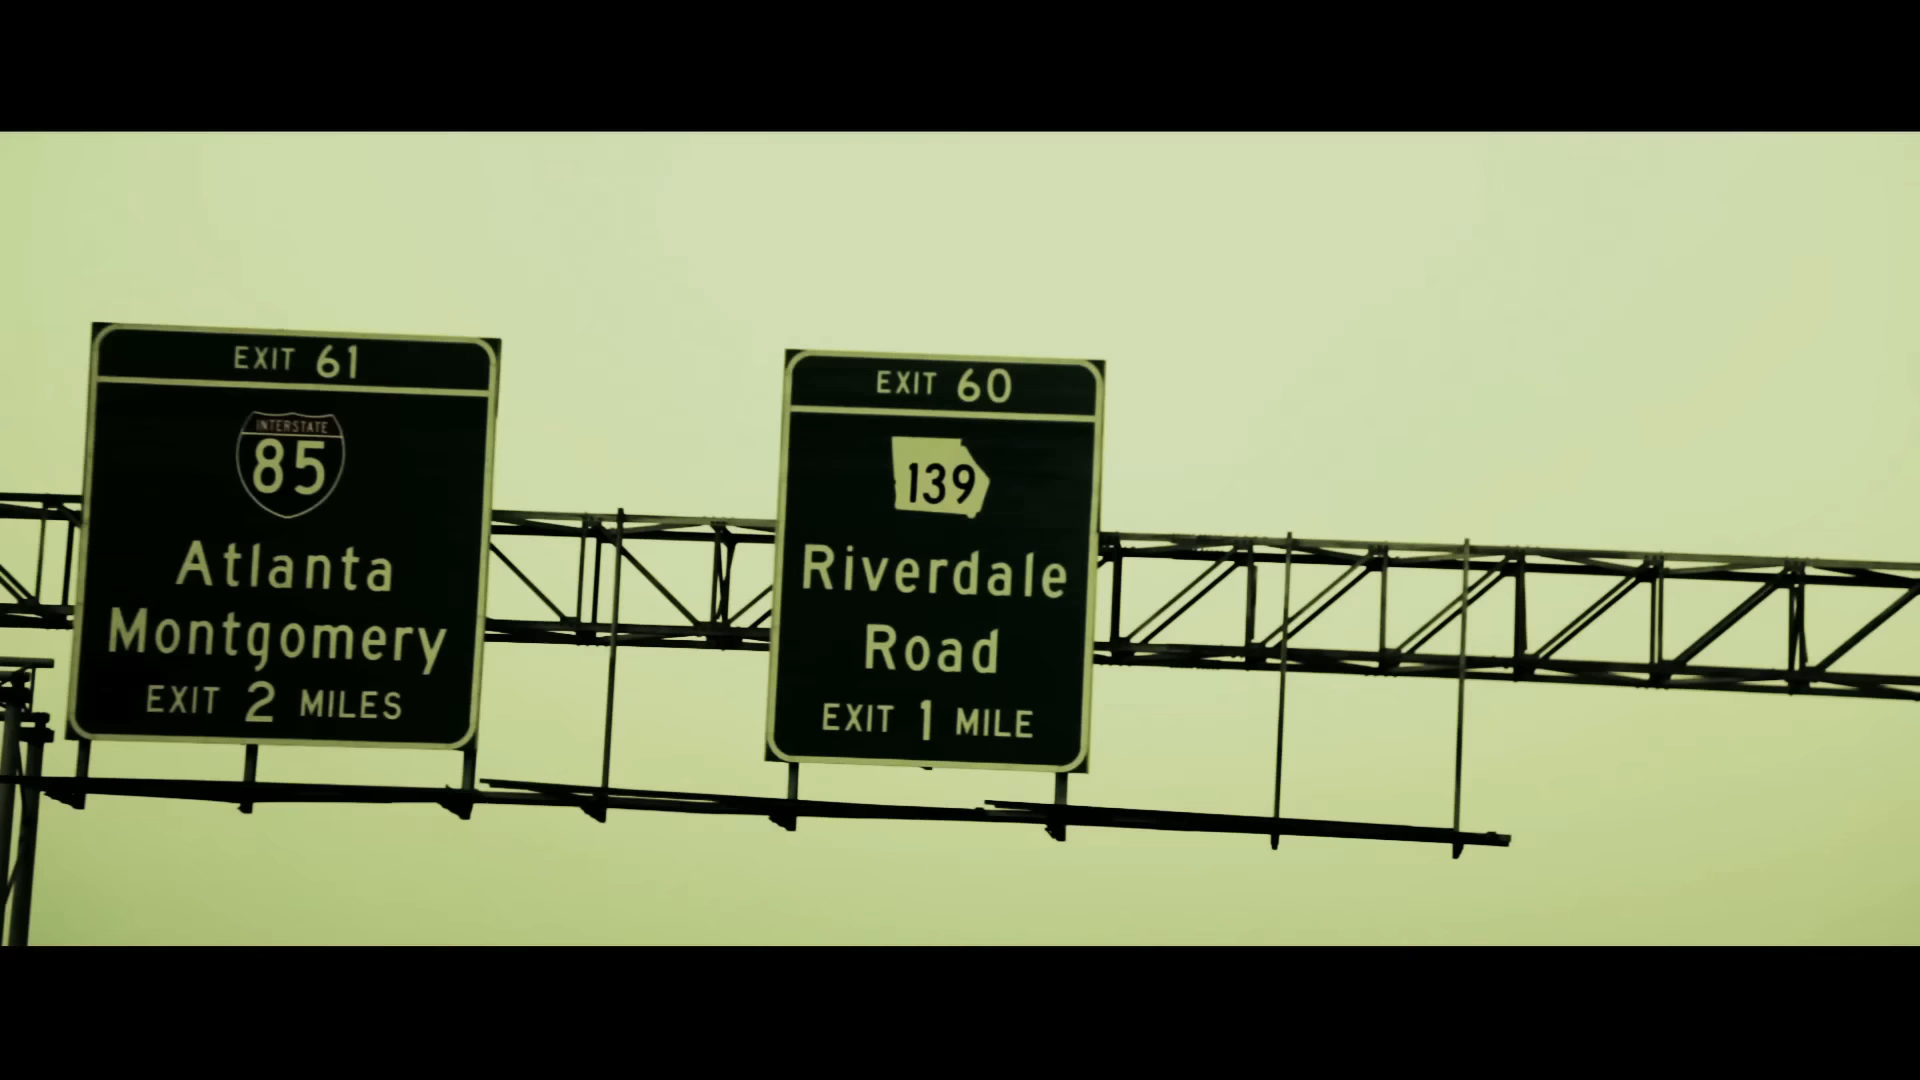 EXIT 61
INTERSTATE
85
Atlanta
Montgomery
EXIT 2 MILES
EXIT 60
139
Riverdale
Road
EXIT 1 MILE